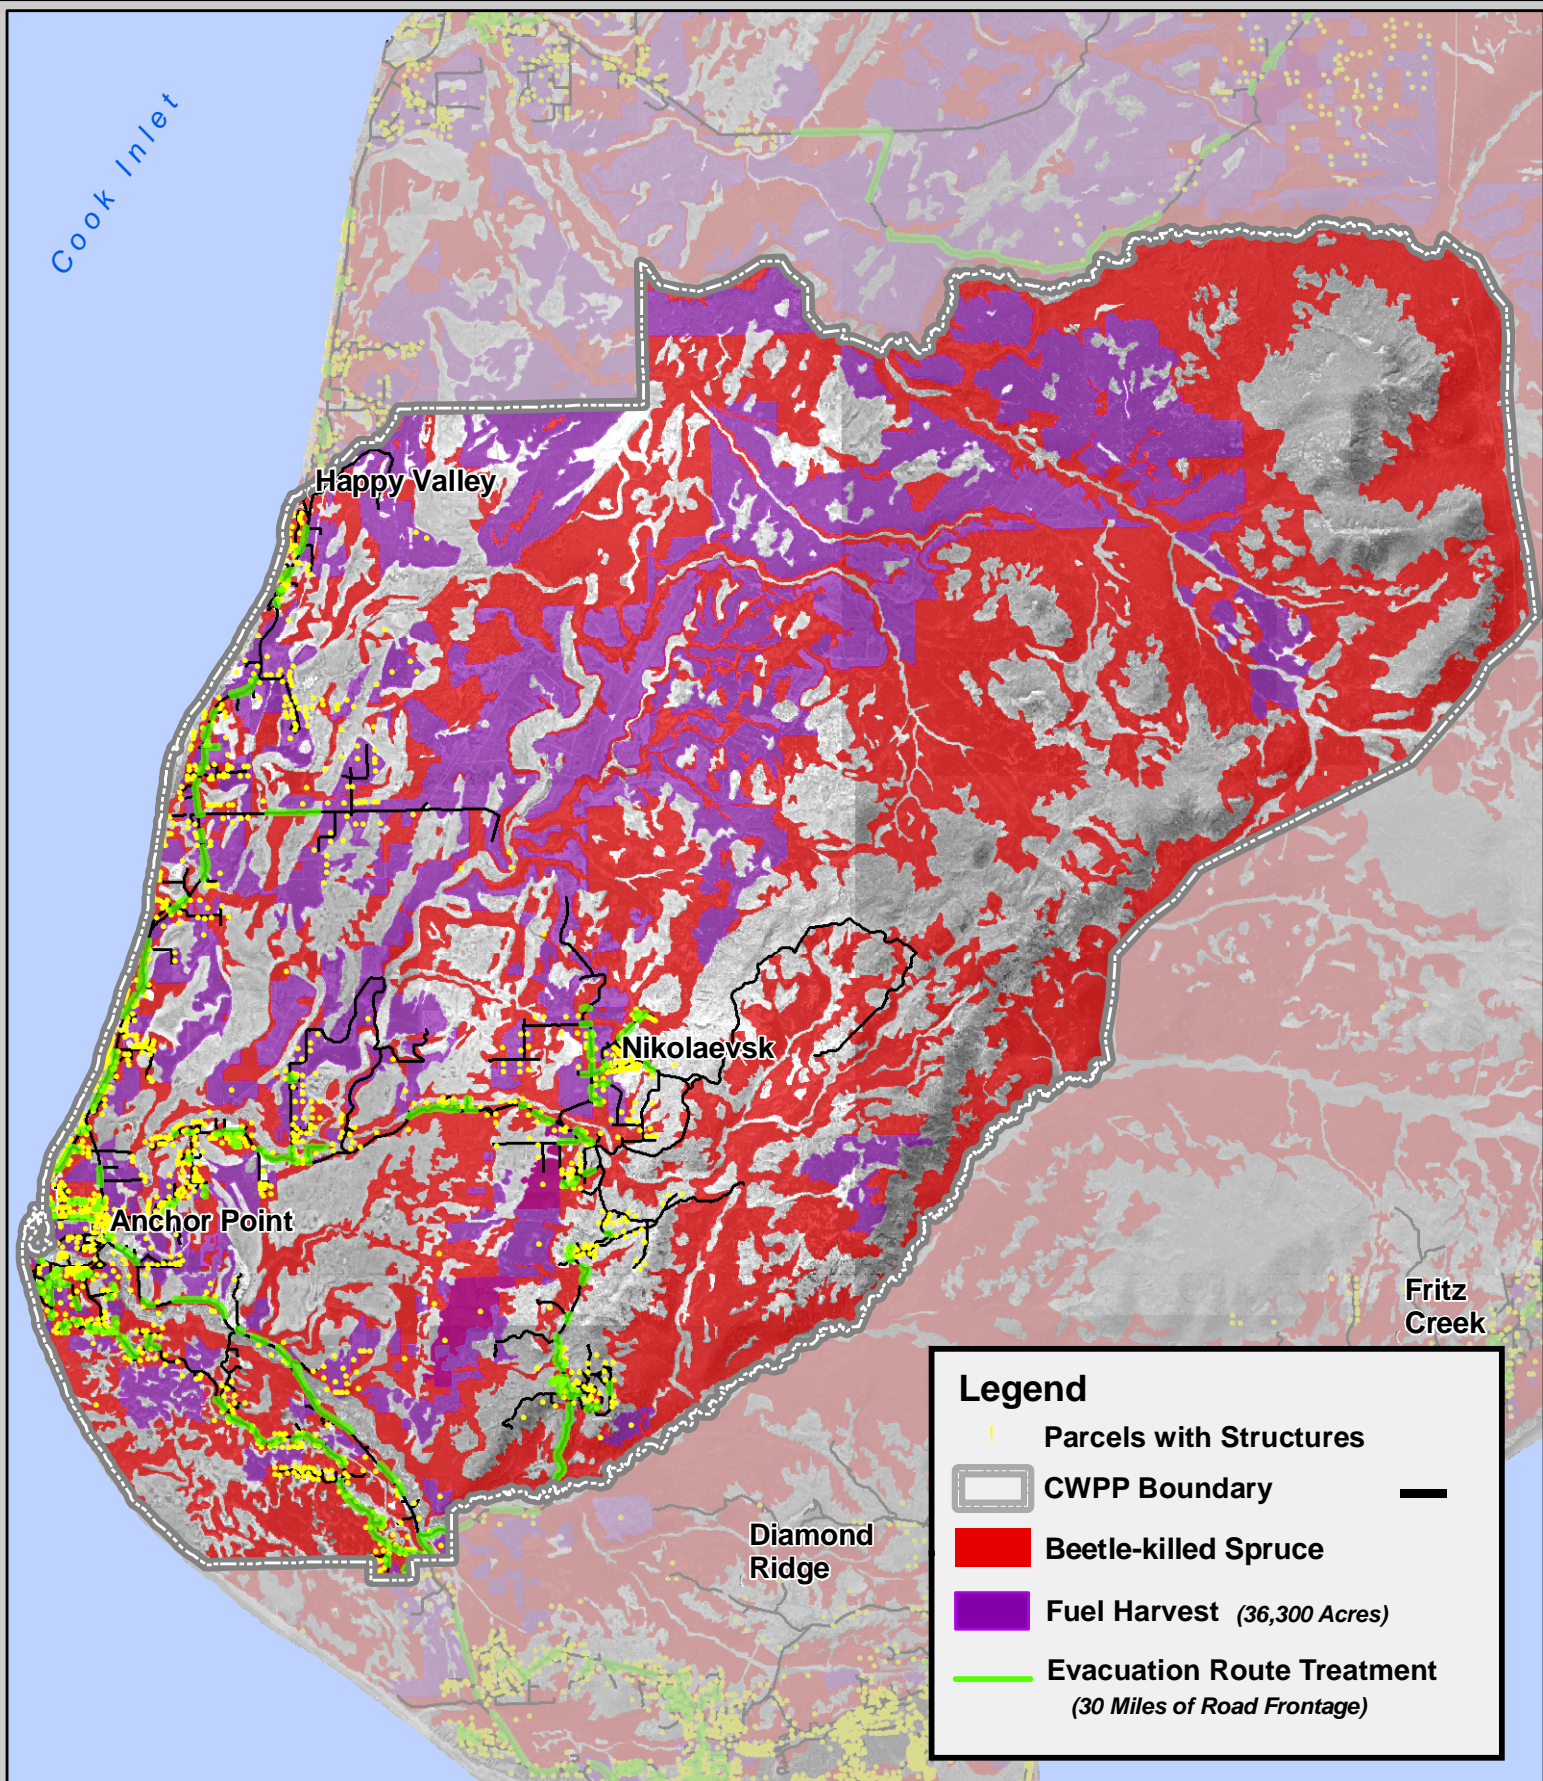 Cook Inlet
Happy Valley
Nikolaevsk
Anchor Point
Fritz
Creek
Diamond
Ridge
Legend
! Parcels with Structures
CWPP Boundary
Beetle-killed Spruce
Fuel Harvest (36,300 Acres)
Evacuation Route Treatment
(30 Miles of Road Frontage)